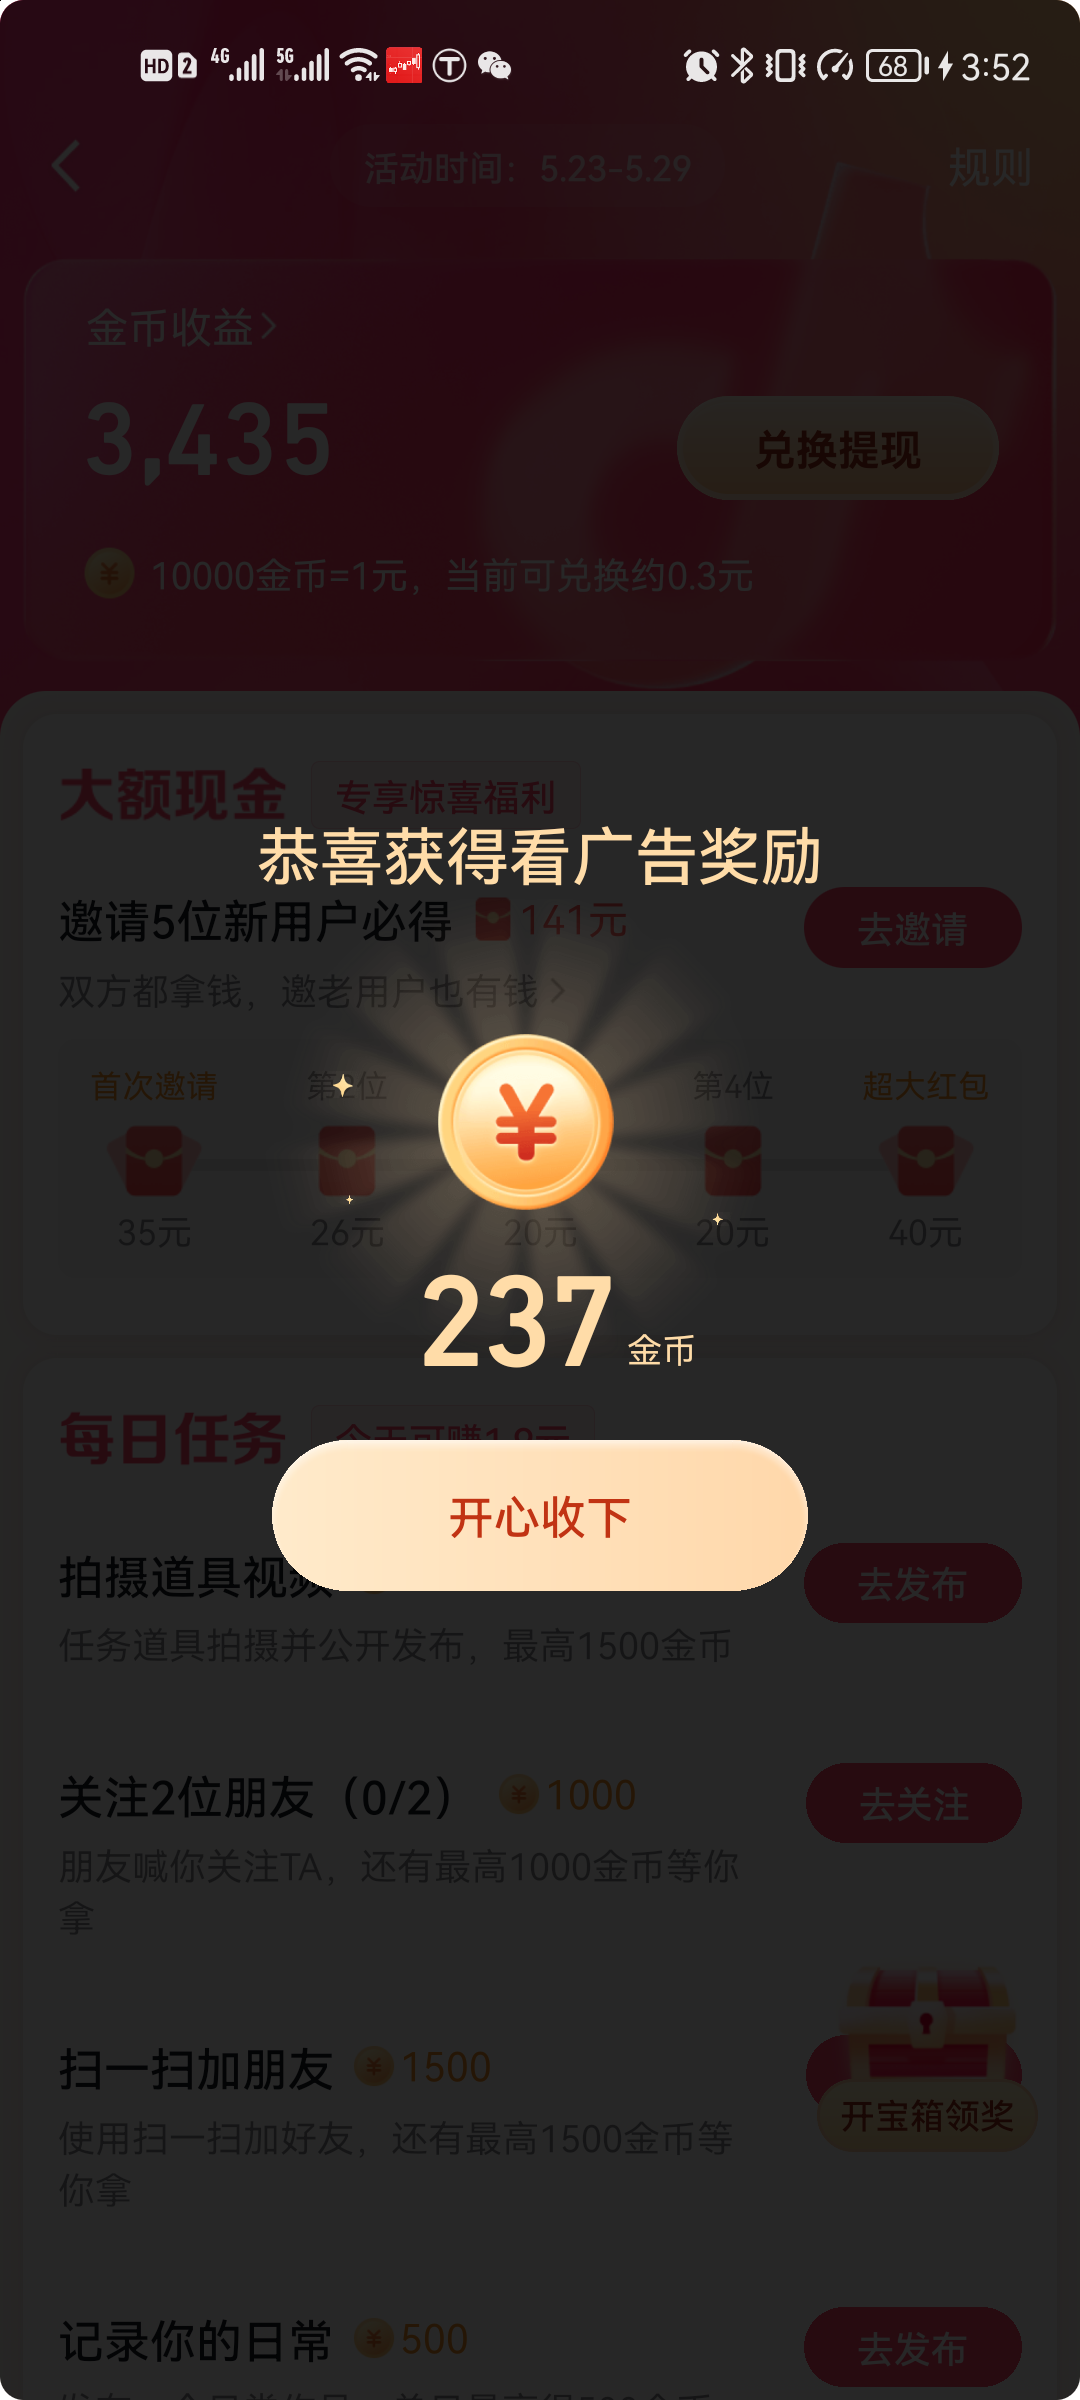 HD 2 4G 5G 68 3:52
活动时间：5.23-5.29
规则
金币收益>
3,435
兑换提现
10000金币=1元，当前可兑换约0.3元
大额现金 专享惊喜福利
恭喜获得看广告奖励
邀请5位新用户必得 141元
去邀请
双方都拿钱，邀老用户也有钱>
首次邀请 第2位 第4位 超大红包
35元 26元 20元 20元 40元
237 金币
每日任务 今天可赚1.9元
开心收下
拍摄道具视频
去发布
任务道具拍摄并公开发布，最高1500金币
关注2位朋友（0/2） 1000
去关注
朋友喊你关注TA，还有最高1000金币等你
拿
扫一扫加朋友 1500
开宝箱领奖
使用扫一扫加好友，还有最高1500金币等
你拿
记录你的日常 500
去发布